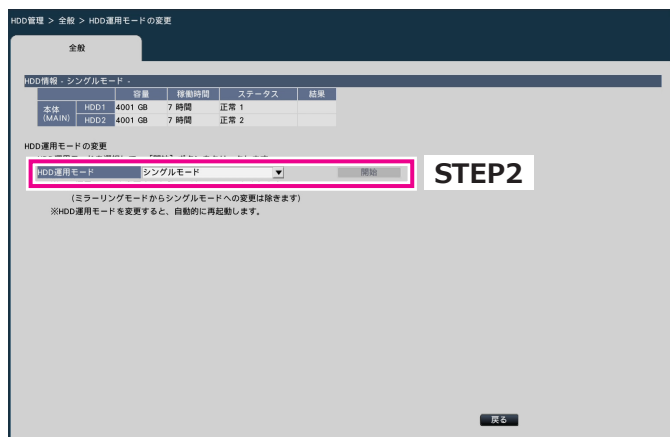 HDD管理 > 全般 > HDD運用モードの変更
全般
HDD情報 - シングルモード -
容量 稼働時間 ステータス 結果
本体 (MAIN) HDD1 4001 GB 7 時間 正常 1
HDD2 4001 GB 7 時間 正常 2
HDD運用モードの変更
HDD運用モード シングルモード 開始
STEP2
(ミラーリングモードからシングルモードへの変更は除きます)
※HDD運用モードを変更すると、自動的に再起動します。
戻る